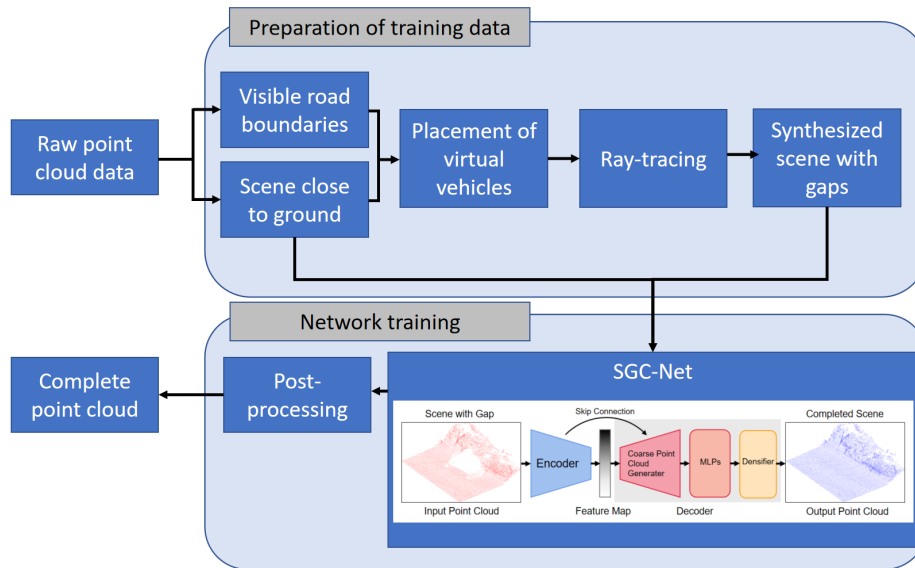 Preparation of training data
Raw point
cloud data
Visible road
boundaries
Scene close
to ground
Placement of
virtual
vehicles
Ray-tracing
Synthesized
scene with
gaps
Network training
Complete
point cloud
Post-
processing
SGC-Net
Scene with Gap
Input Point Cloud
Skip Connection
Encoder
Feature Map
Coarse Point
Cloud
Generater
MLPs
Densifier
Decoder
Completed Scene
Output Point Cloud